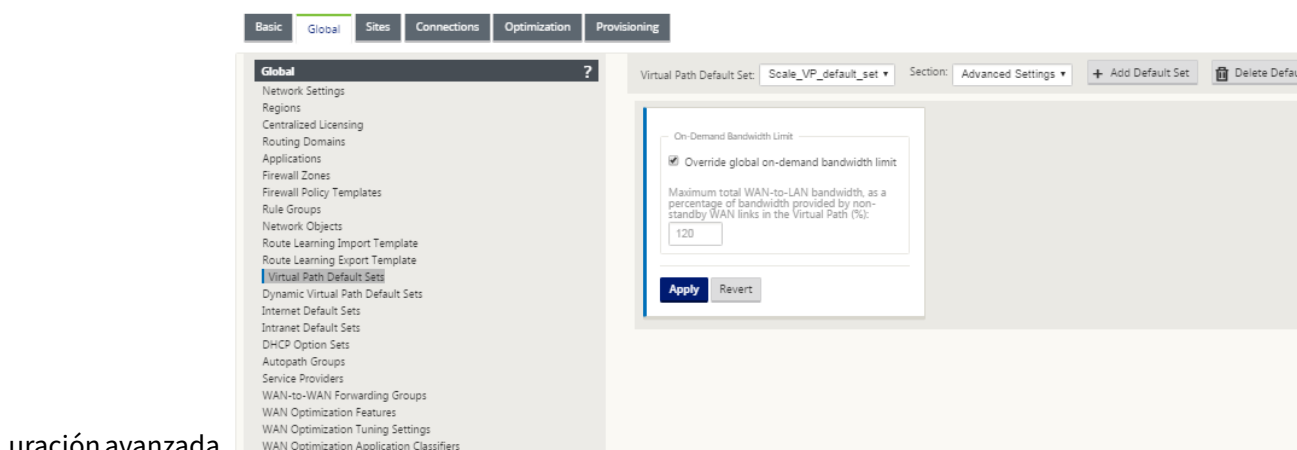 Basic Global Sites Connections Optimization Provisioning
Global ?
Network Settings
Regions
Centralized Licensing
Routing Domains
Applications
Firewall Zones
Firewall Policy Templates
Rule Groups
Network Objects
Route Learning Import Template
Route Learning Export Template
Virtual Path Default Sets
Dynamic Virtual Path Default Sets
Internet Default Sets
Intranet Default Sets
DHCP Option Sets
Autopath Groups
Service Providers
WAN-to-WAN Forwarding Groups
WAN Optimization Features
WAN Optimization Tuning Settings
WAN Optimization Application Classifiers
Virtual Path Default Set: Scale_VP_default_set Section: Advanced Settings + Add Default Set Delete Defau
On-Demand Bandwidth Limit
Override global on-demand bandwidth limit
Maximum total WAN-to-LAN bandwidth, as a
percentage of bandwidth provided by non-
standby WAN links in the Virtual Path (%):
120
Apply Revert
uración avanzada